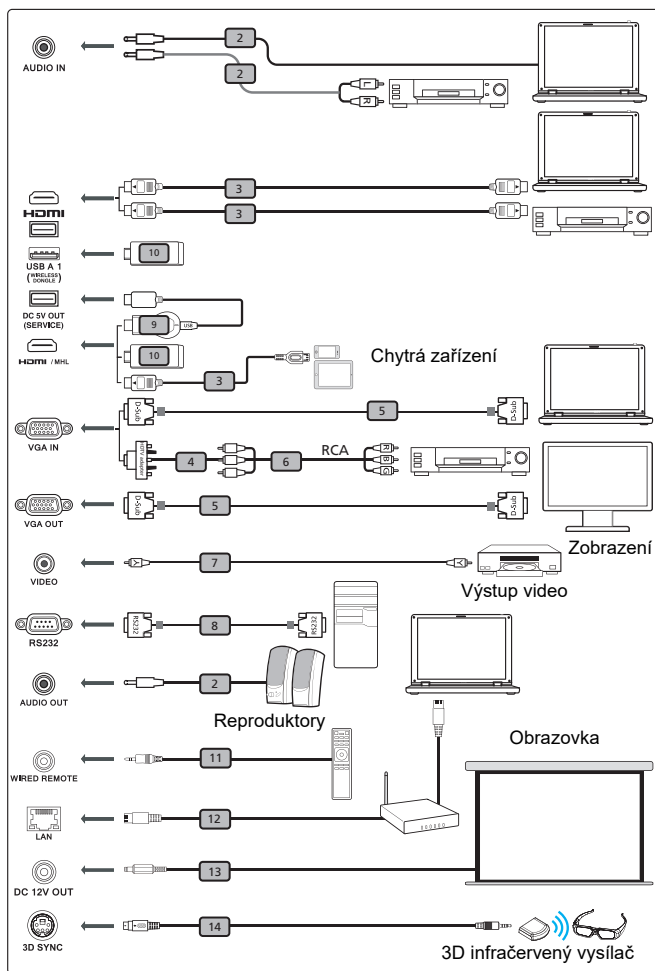 2
AUDIO IN
2
L
R
3
HDMI
3
USB A 1
(WIRELESS DONGLE)
10
DC 5V OUT
(SERVICE)
9
USB
HDMI / MHL
10
Chytrá zařízení
3
D-Sub
5
D-Sub
VGA IN
HDTV adapter
4
6
RCA
R
B
G
D-Sub
5
D-Sub
VGA OUT
Zobrazení
Y
7
Y
VIDEO
Výstup video
RS232
8
RS232
RS232
2
AUDIO OUT
Reproduktory
Obrazovka
11
WIRED REMOTE
12
LAN
13
DC 12V OUT
14
3D SYNC
3D infračervený vysílač